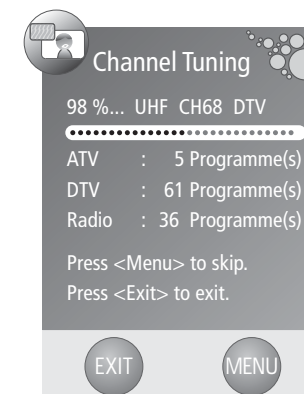 Channel Tuning
98 %... UHF CH68 DTV
ATV : 5 Programme(s)
DTV : 61 Programme(s)
Radio : 36 Programme(s)
Press <Menu> to skip.
Press <Exit> to exit.
EXIT MENU